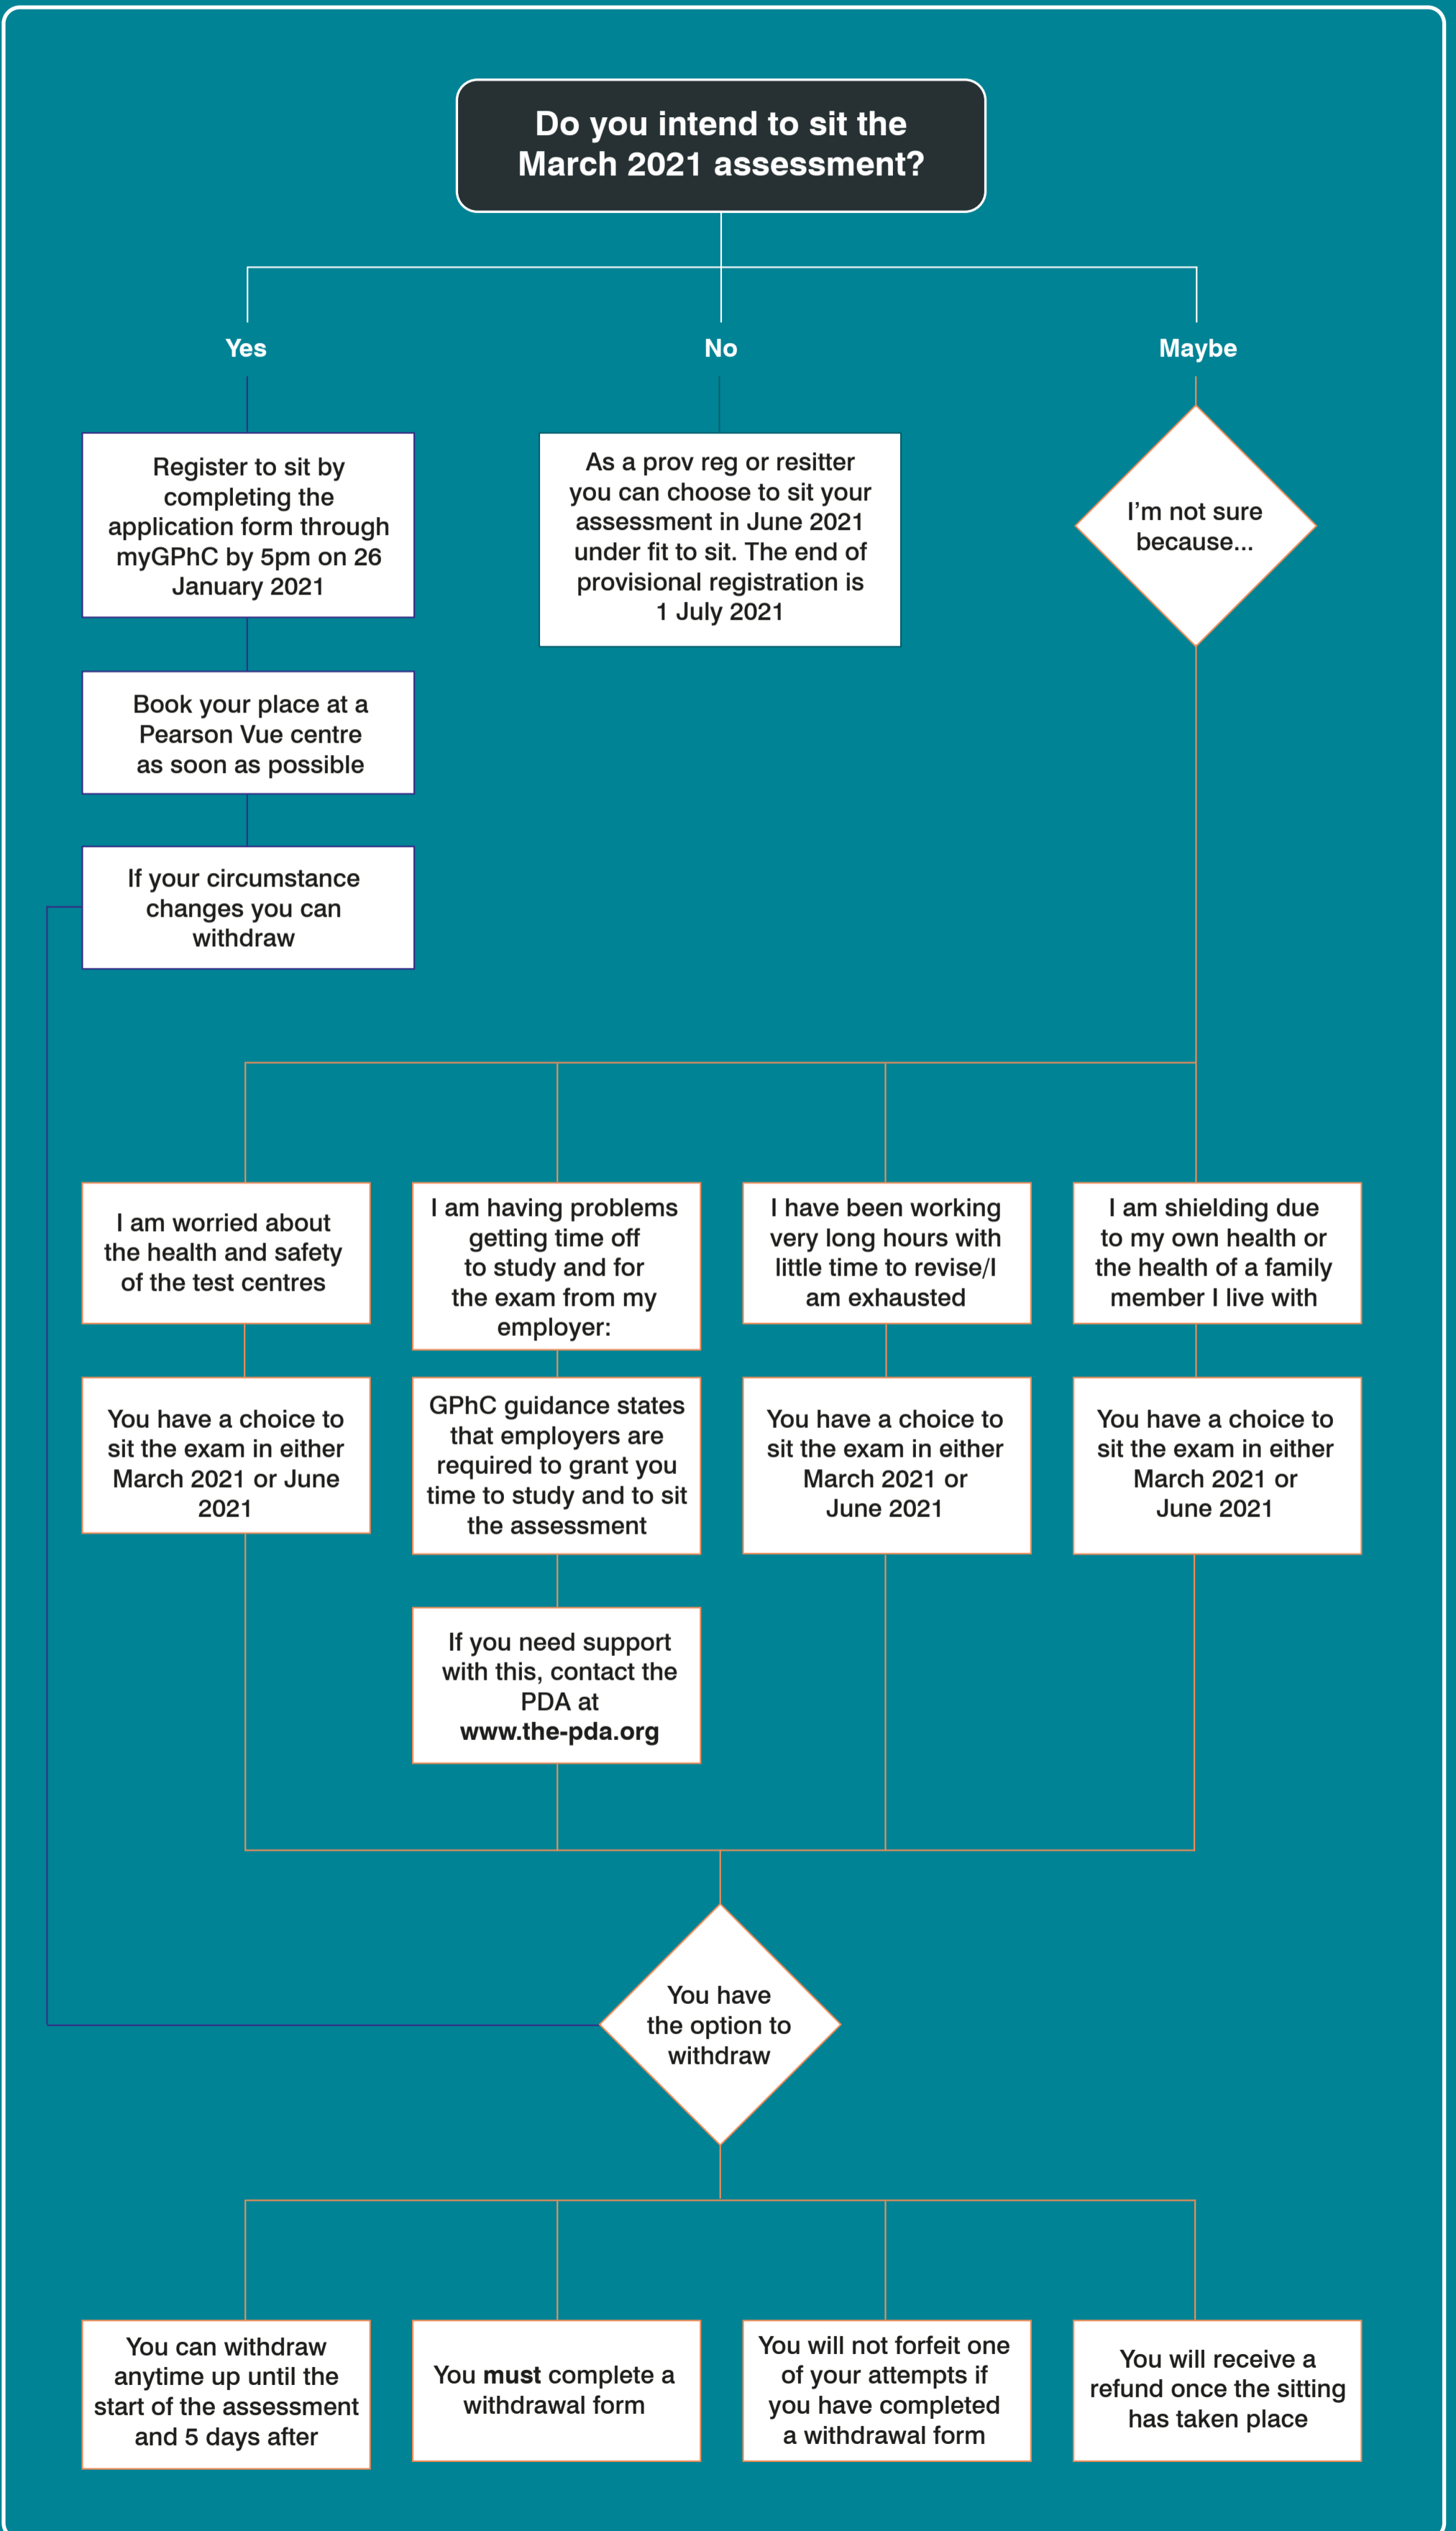 Do you intend to sit the
March 2021 assessment?
Yes
No
Maybe
Register to sit by
completing the
application form through
myGPhC by 5pm on 26
January 2021
As a prov reg or resitter
you can choose to sit your
assessment in June 2021
under fit to sit. The end of
provisional registration is
1 July 2021
I’m not sure
because...
Book your place at a
Pearson Vue centre
as soon as possible
If your circumstance
changes you can
withdraw
I am worried about
the health and safety
of the test centres
I am having problems
getting time off
to study and for
the exam from my
employer:
I have been working
very long hours with
little time to revise/I
am exhausted
I am shielding due
to my own health or
the health of a family
member I live with
You have a choice to
sit the exam in either
March 2021 or June
2021
GPhC guidance states
that employers are
required to grant you
time to study and to sit
the assessment
You have a choice to
sit the exam in either
March 2021 or
June 2021
You have a choice to
sit the exam in either
March 2021 or
June 2021
If you need support
with this, contact the
PDA at
www.the-pda.org
You have
the option to
withdraw
You can withdraw
anytime up until the
start of the assessment
and 5 days after
You must complete a
withdrawal form
You will not forfeit one
of your attempts if
you have completed
a withdrawal form
You will receive a
refund once the sitting
has taken place